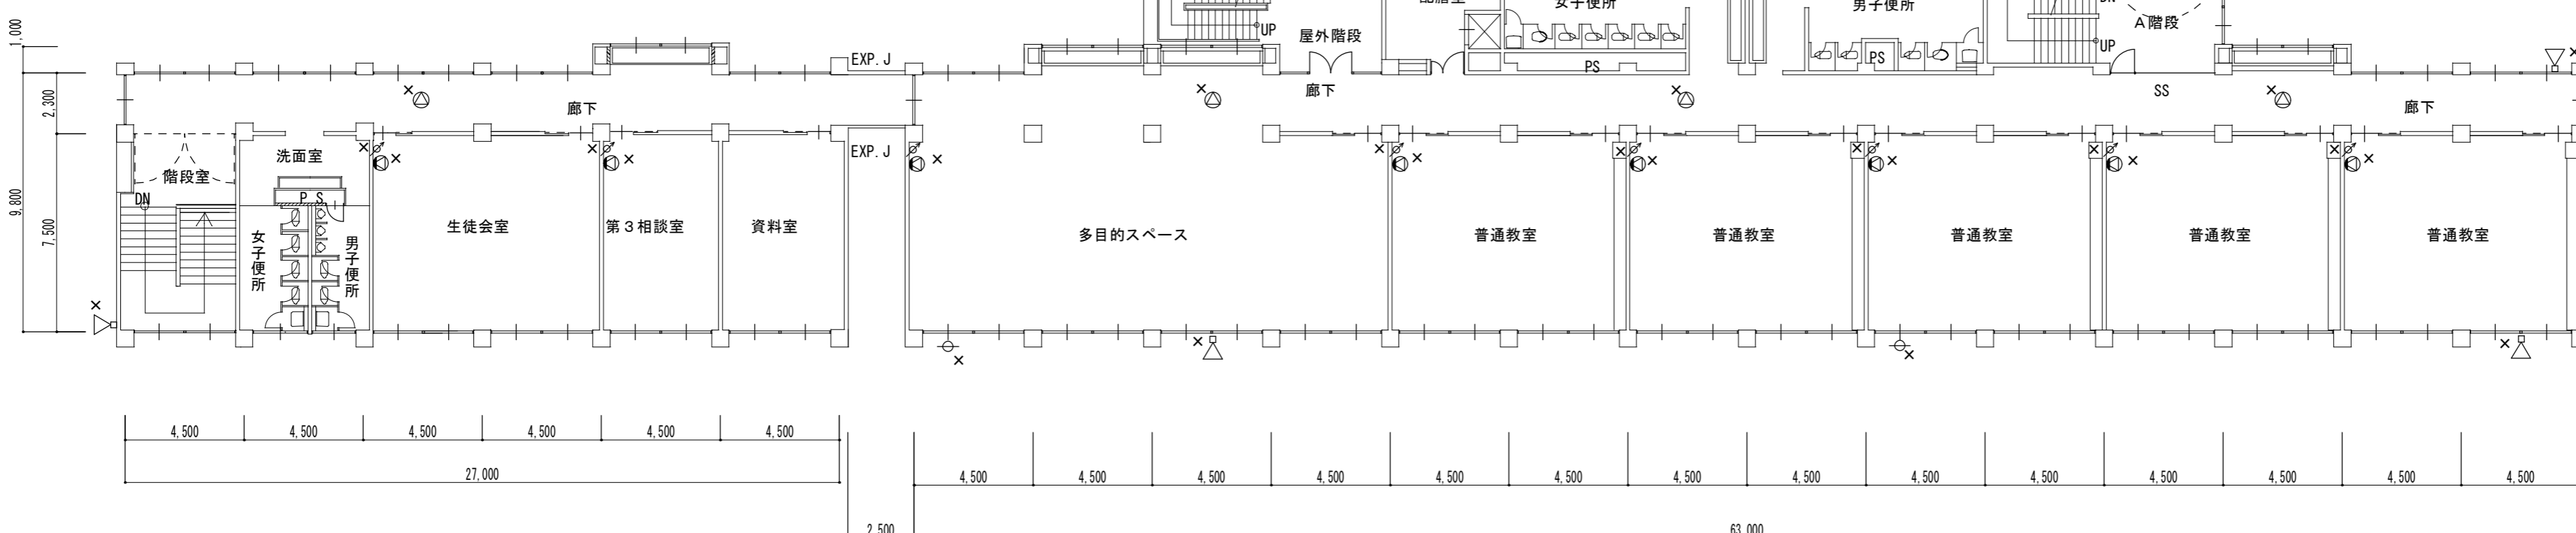 女子便所
男子便所
DN
A階段
UP
屋外階段
UP
1,000
EXP. J
PS
PS
2,300
廊下
廊下
SS
廊下
洗面室
EXP. J
階段室
DN
P S
9,800
7,500
女子便所
男子便所
生徒会室
第3相談室
資料室
多目的スペース
普通教室
普通教室
普通教室
普通教室
普通教室
4,500
4,500
4,500
4,500
4,500
4,500
27,000
4,500
4,500
4,500
4,500
4,500
4,500
4,500
4,500
4,500
4,500
4,500
4,500
4,500
4,500
2,500
63,000